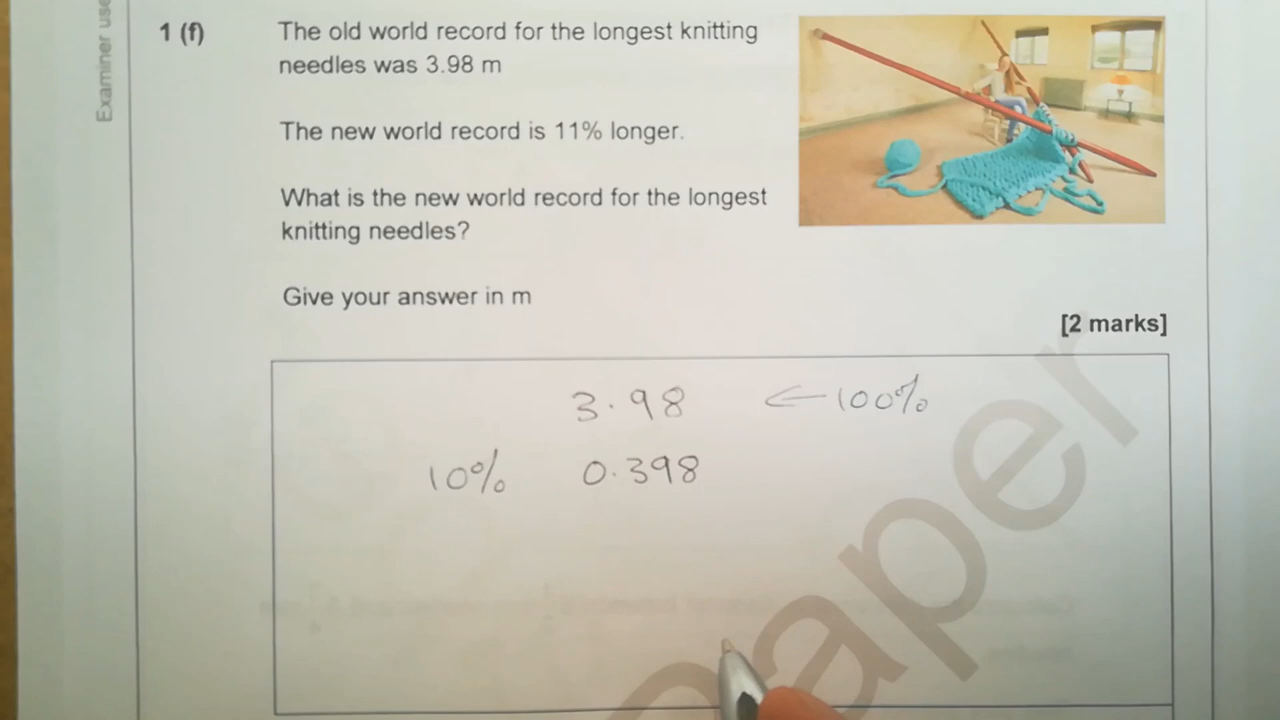 Examiner use
1 (f) The old world record for the longest knitting
needles was 3.98 m
The new world record is 11% longer.
What is the new world record for the longest
knitting needles?
Give your answer in m
[2 marks]
3.98 ← 100%
10% 0.398
aper